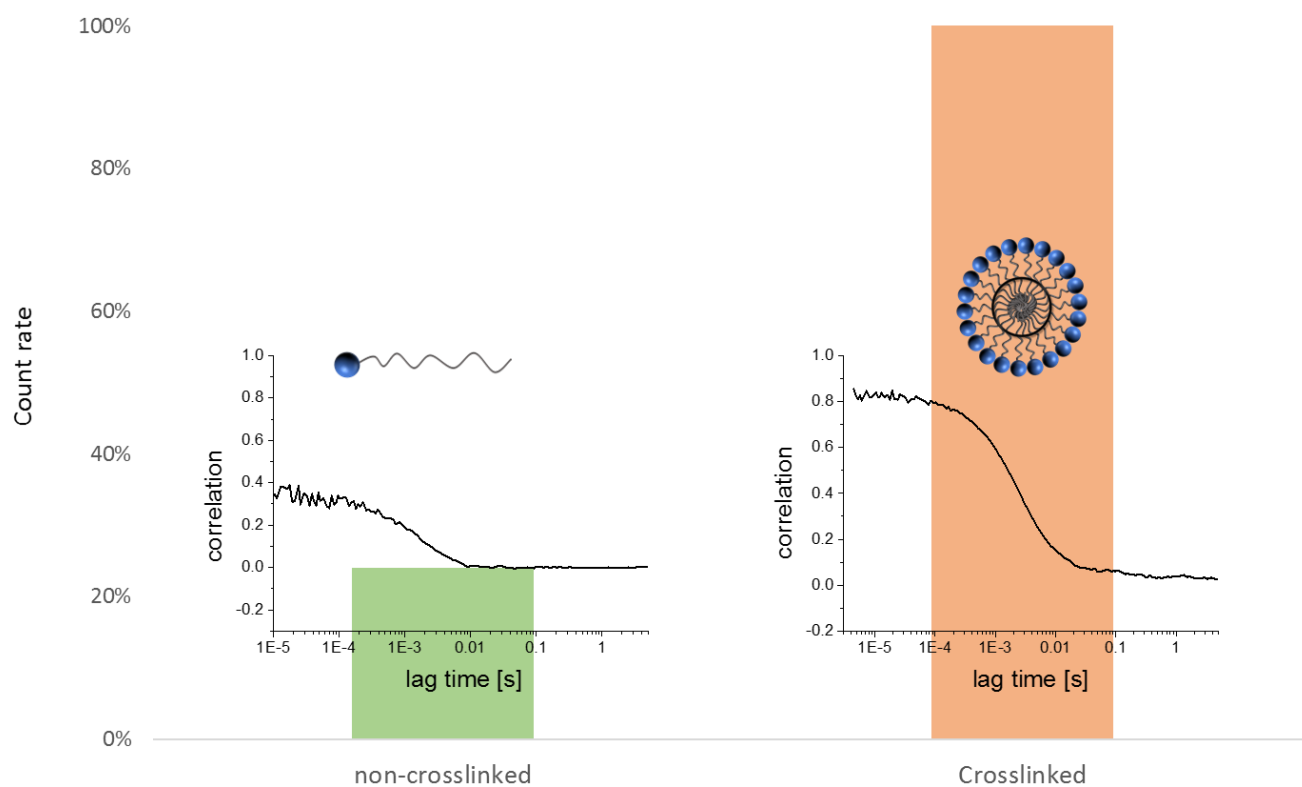 100%
80%
60%
40%
20%
0%
Count rate
1.0
0.8
0.6
0.4
0.2
0.0
-0.2
correlation
1E-5 1E-4 1E-3 0.01 0.1 1
lag time [s]
1.0
0.8
0.6
0.4
0.2
0.0
-0.2
correlation
1E-5 1E-4 1E-3 0.01 0.1 1
lag time [s]
non-crosslinked
Crosslinked